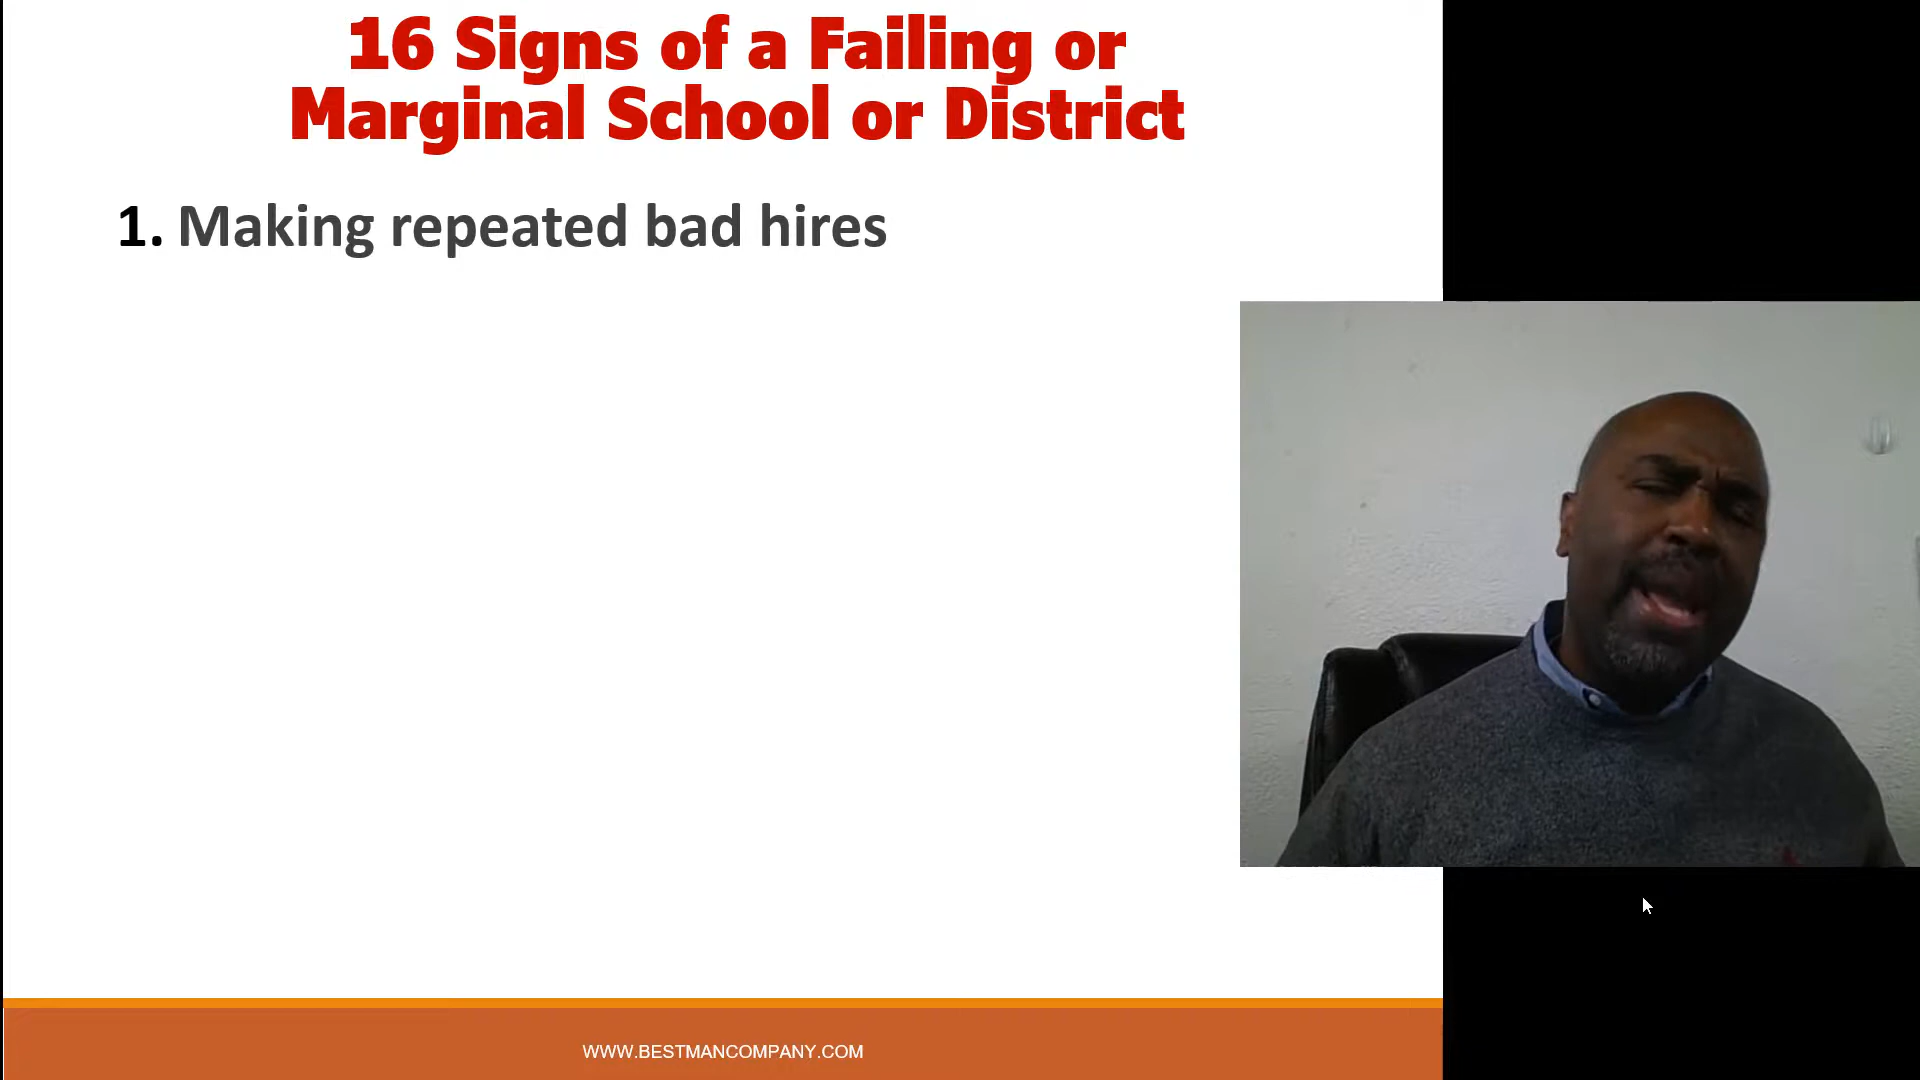 16 Signs of a Failing or
Marginal School or District
1. Making repeated bad hires
WWW.BESTMANCOMPANY.COM